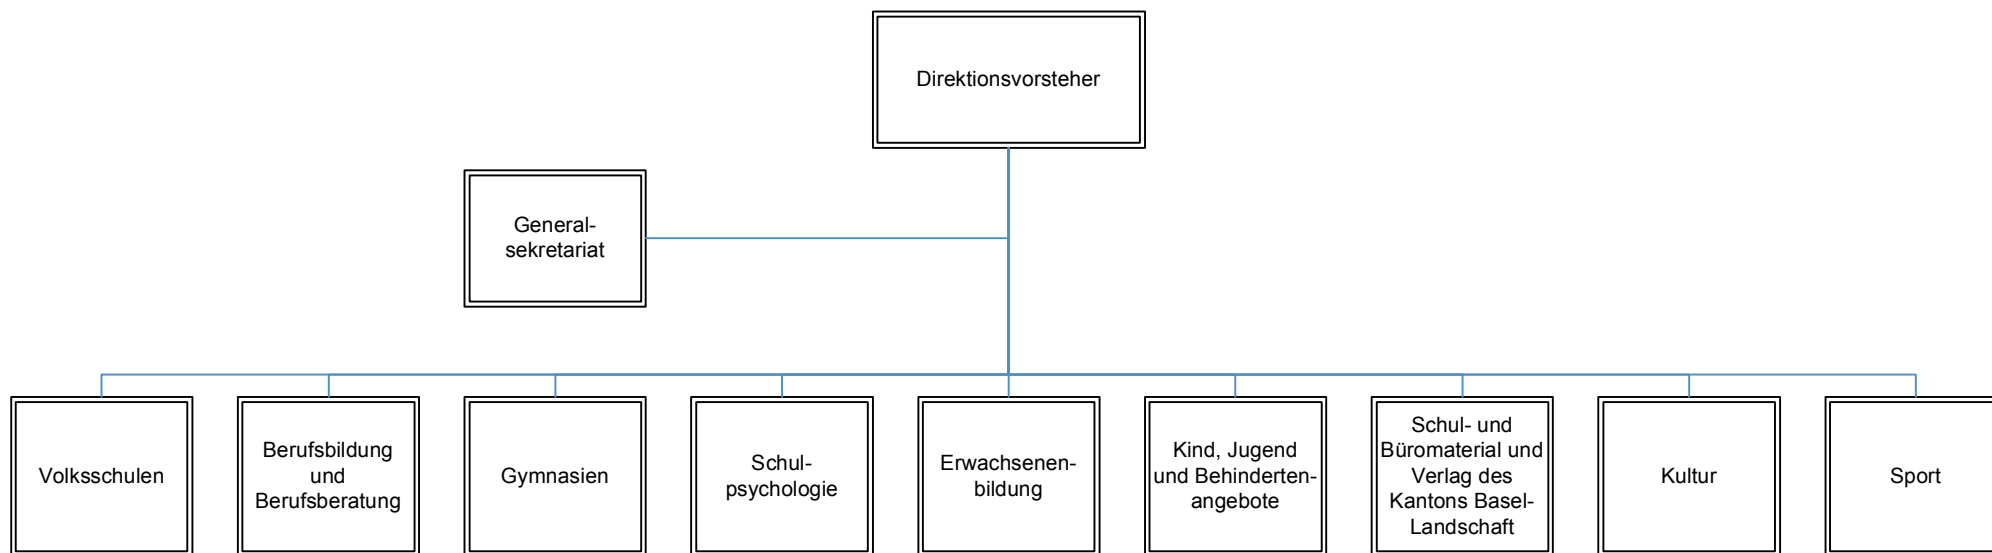 Direktionsvorsteher
General-
sekretariat
Volksschulen
Berufsbildung
und
Berufsberatung
Gymnasien
Schul-
psychologie
Erwachsenen-
bildung
Kind, Jugend
und Behinderten-
angebote
Schul- und
Büromaterial und
Verlag des
Kantons Basel-
Landschaft
Kultur
Sport